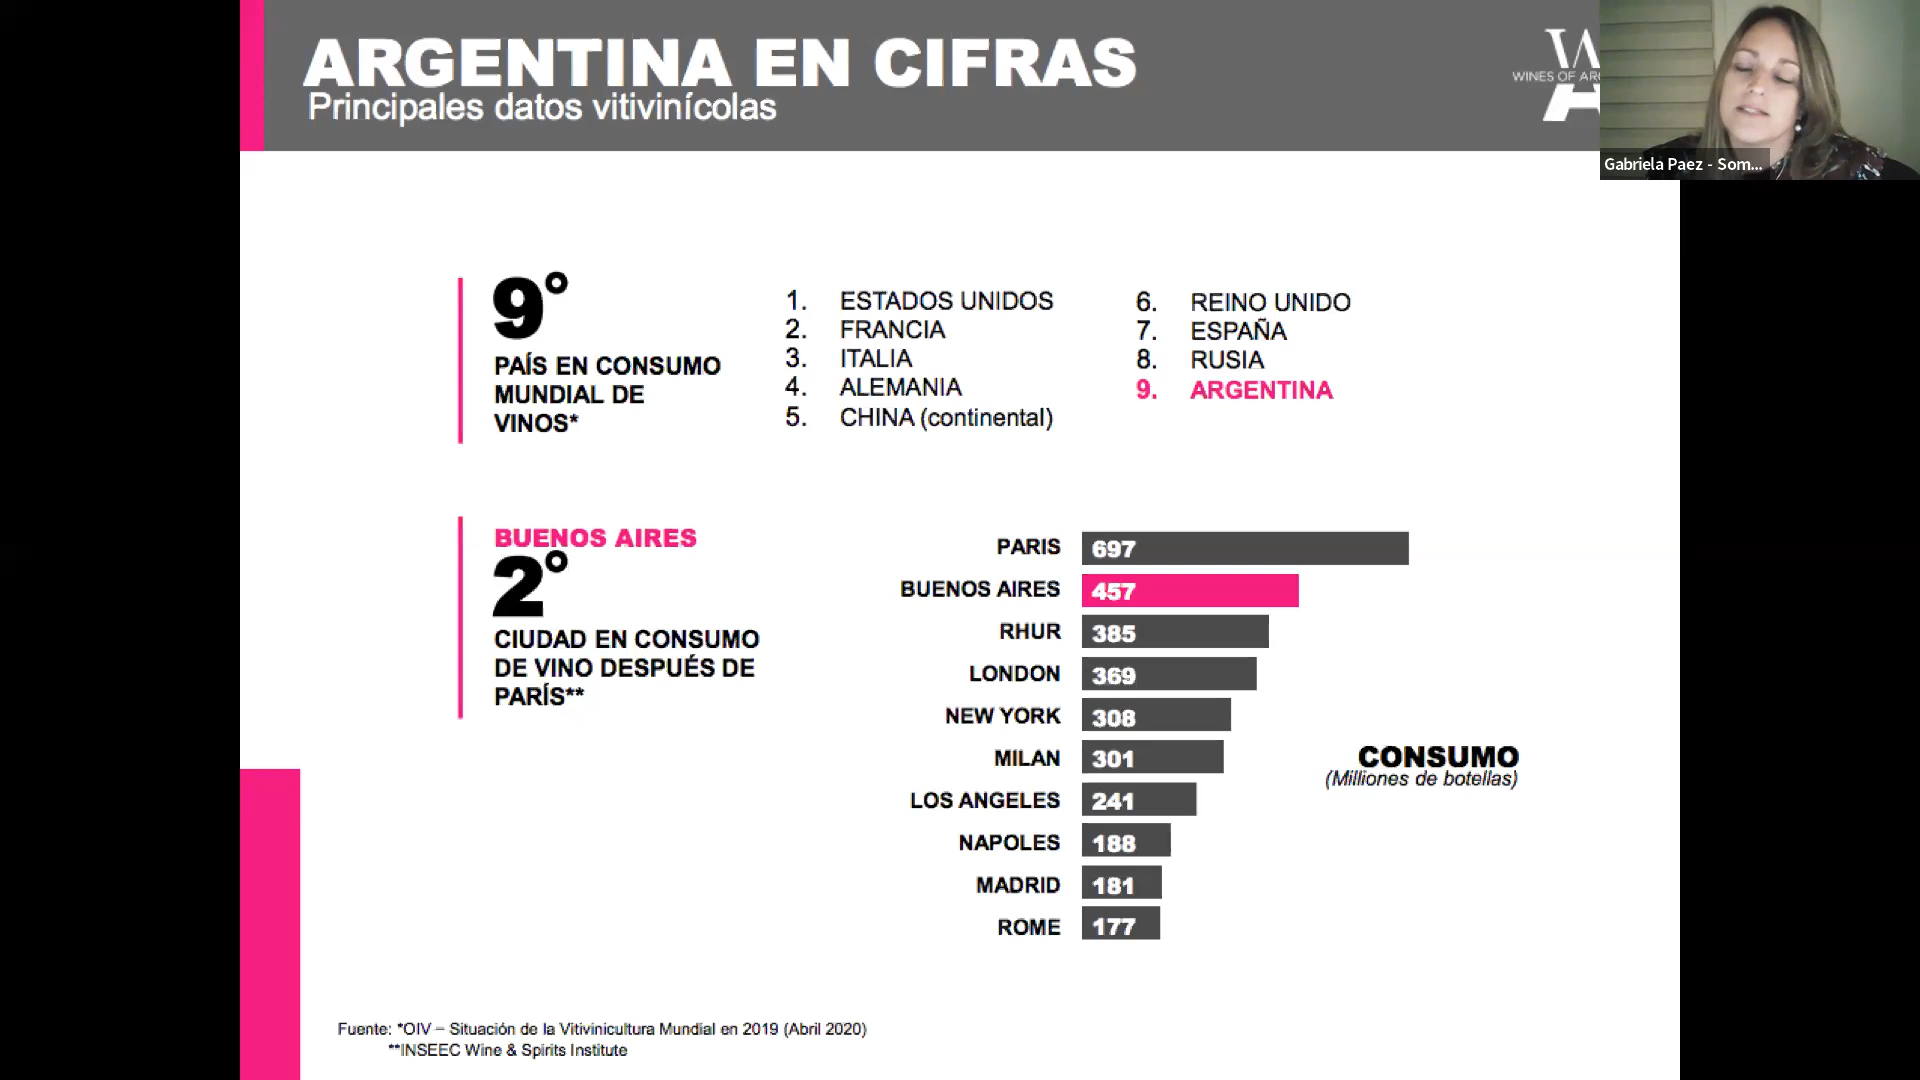 ARGENTINA EN CIFRAS
Principales datos vitivinícolas
WINES OF AR
Gabriela Paez - Som...
9°
PAÍS EN CONSUMO
MUNDIAL DE
VINOS*
1. ESTADOS UNIDOS
2. FRANCIA
3. ITALIA
4. ALEMANIA
5. CHINA (continental)
6. REINO UNIDO
7. ESPAÑA
8. RUSIA
9. ARGENTINA
BUENOS AIRES
2°
CIUDAD EN CONSUMO
DE VINO DESPUÉS DE
PARÍS**
PARIS 697
BUENOS AIRES 457
RHUR 385
LONDON 369
NEW YORK 308
MILAN 301
LOS ANGELES 241
NAPOLES 188
MADRID 181
ROME 177
CONSUMO
(Milliones de botellas)
Fuente: *OIV – Situación de la Vitivinicultura Mundial en 2019 (Abril 2020)
**INSEEC Wine & Spirits Institute